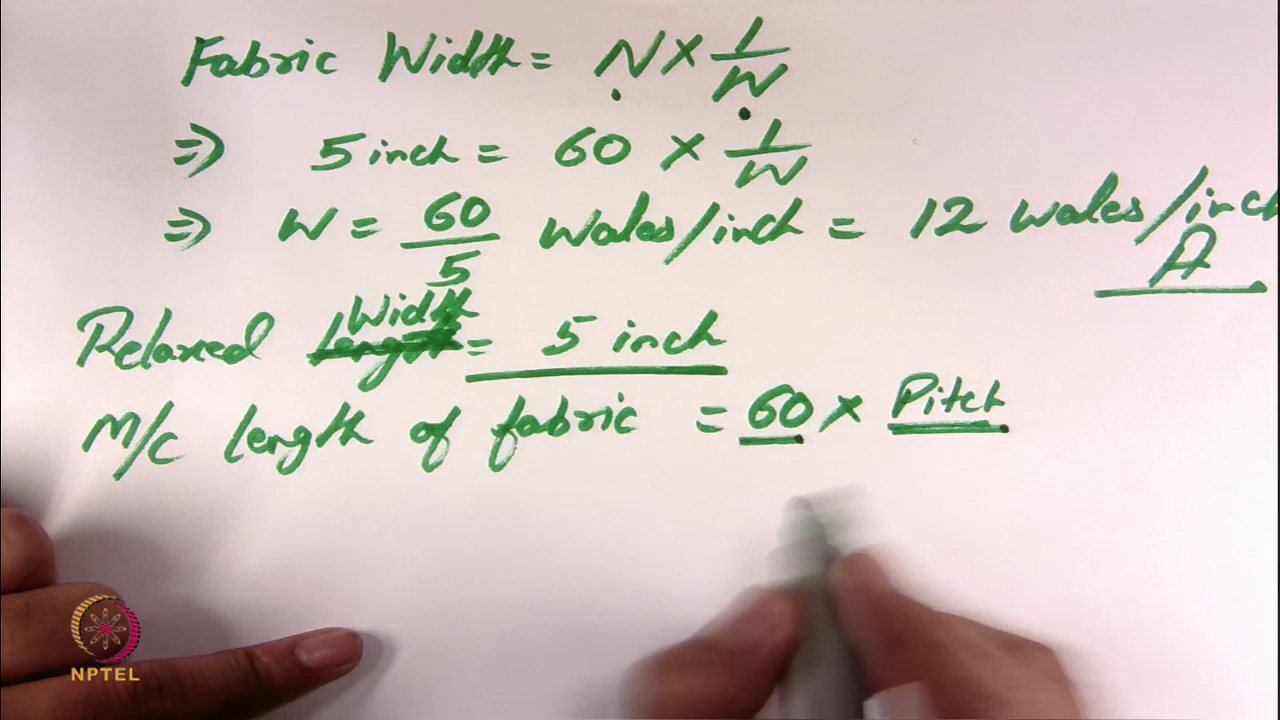 Fabric Width = N × 1/W
⇒ 5 inch = 60 × 1/W
⇒ W = 60/5 wales/inch = 12 wales/inch
A
Relaxed Width = 5 inch
M/c length of fabric = 60 × Pitch
NPTEL